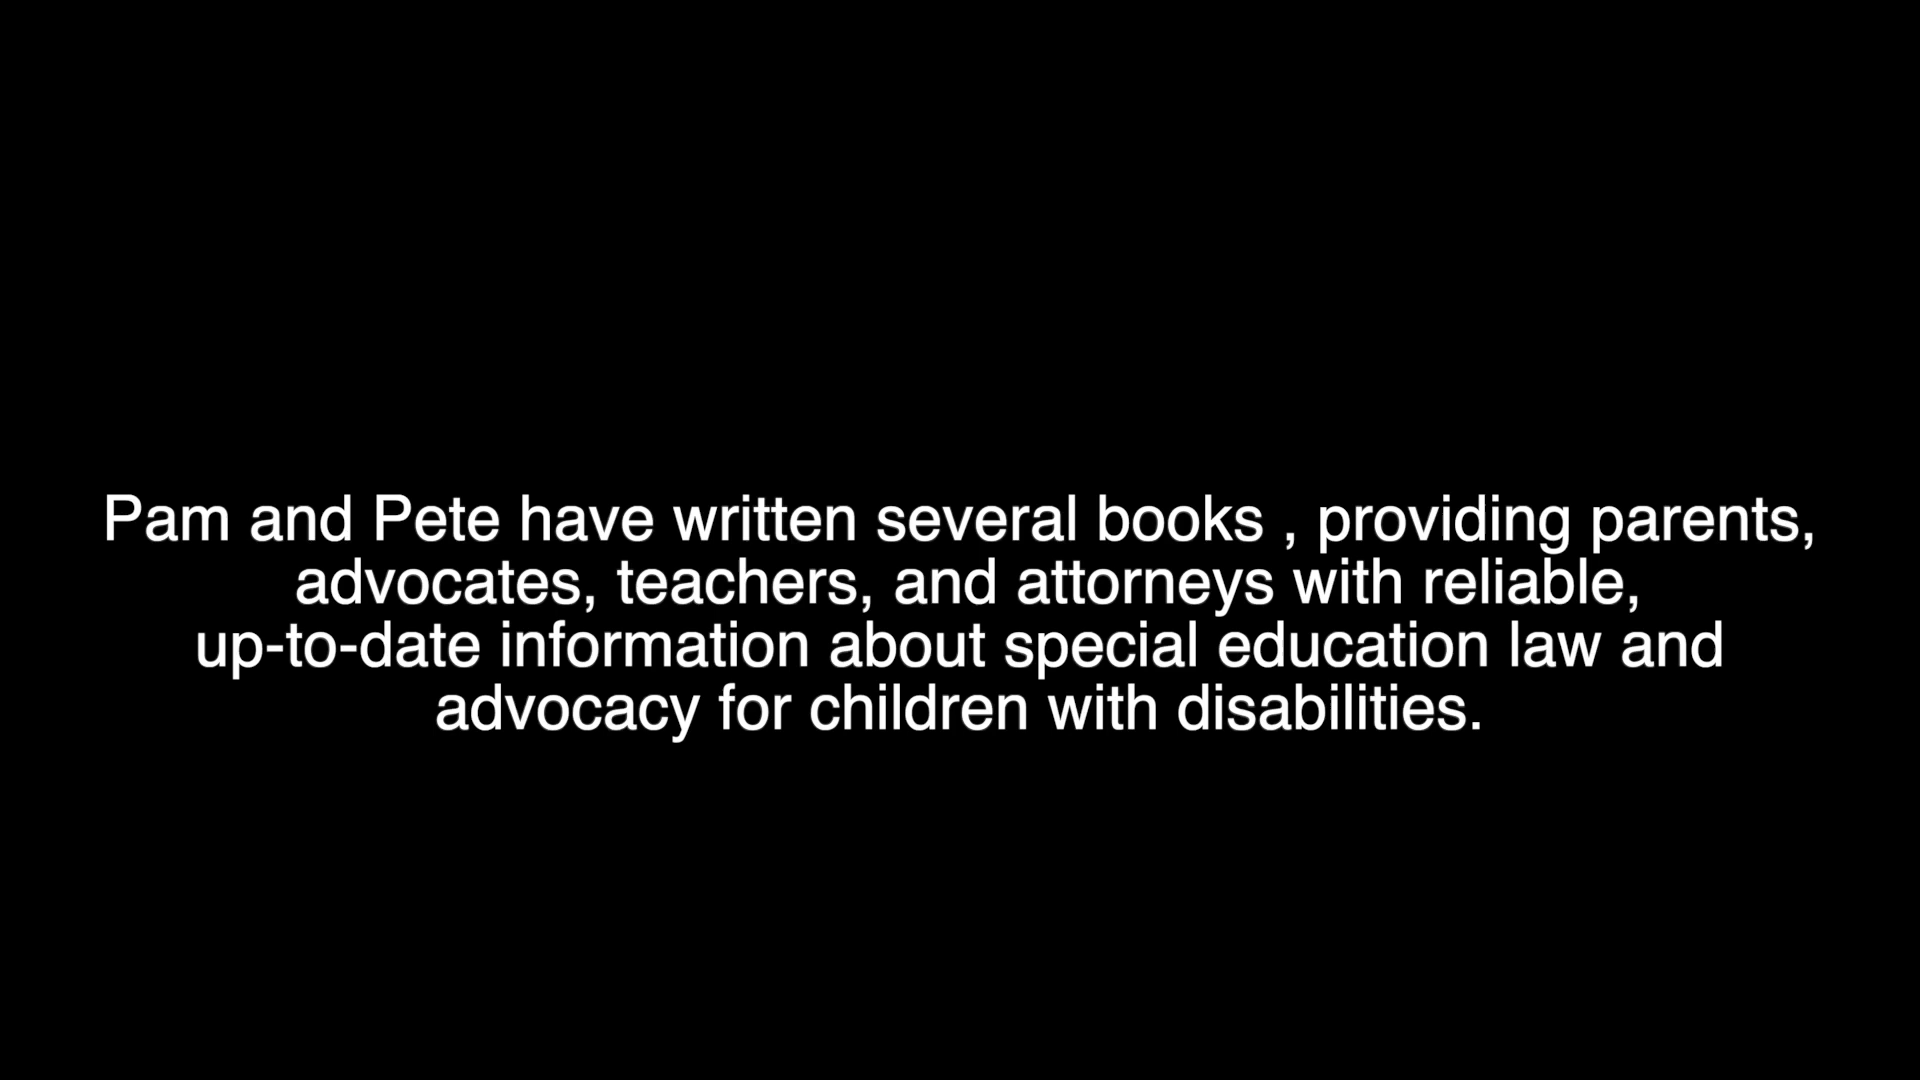 Pam and Pete have written several books , providing parents,
advocates, teachers, and attorneys with reliable,
up-to-date information about special education law and
advocacy for children with disabilities.